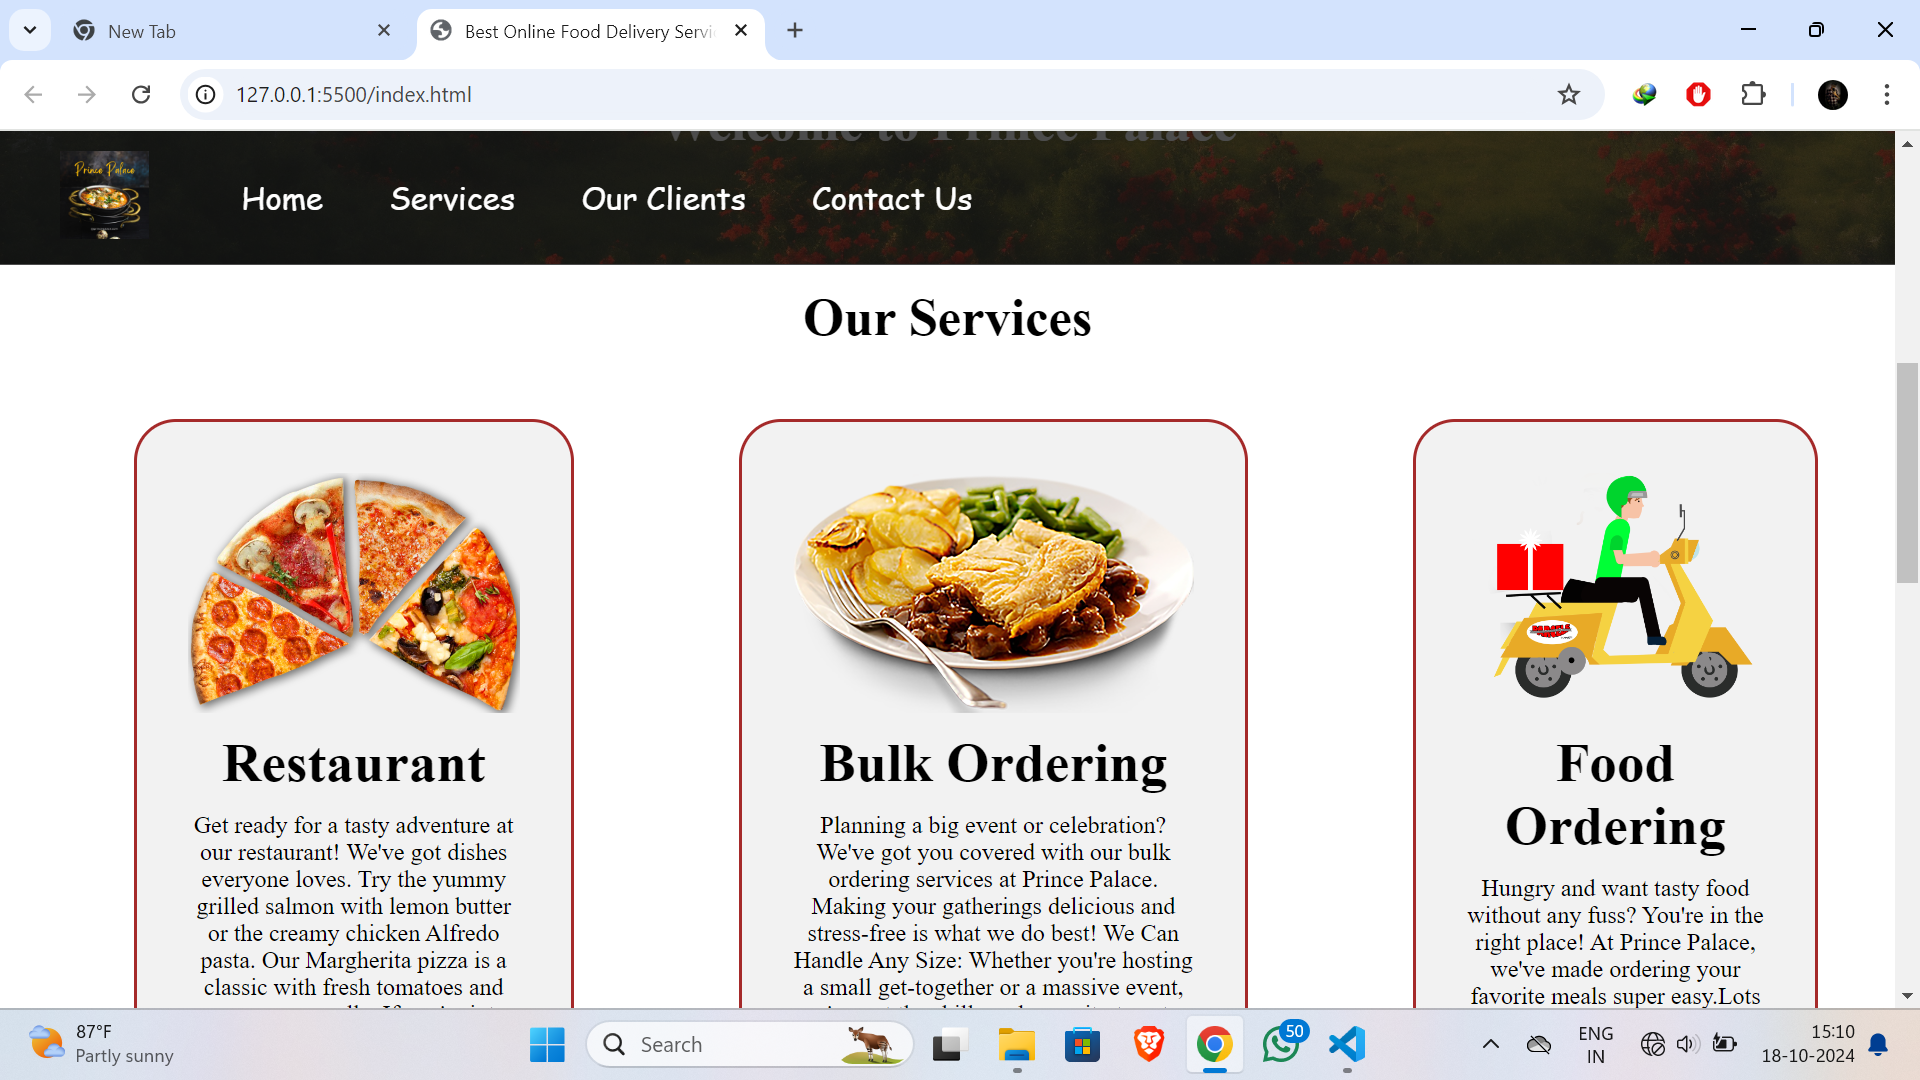 New Tab
Best Online Food Delivery Servi
127.0.0.1:5500/index.html
Welcome to Prince Palace
Prince Palace
Home
Services
Our Clients
Contact Us
Our Services
Restaurant
Get ready for a tasty adventure at
our restaurant! We've got dishes
everyone loves. Try the yummy
grilled salmon with lemon butter
or the creamy chicken Alfredo
pasta. Our Margherita pizza is a
classic with fresh tomatoes and
Bulk Ordering
Planning a big event or celebration?
We've got you covered with our bulk
ordering services at Prince Palace.
Making your gatherings delicious and
stress-free is what we do best! We Can
Handle Any Size: Whether you're hosting
a small get-together or a massive event,
Food
Ordering
Hungry and want tasty food
without any fuss? You're in the
right place! At Prince Palace,
we've made ordering your
favorite meals super easy.Lots
87°F
Partly sunny
Search
50
ENG
IN
15:10
18-10-2024